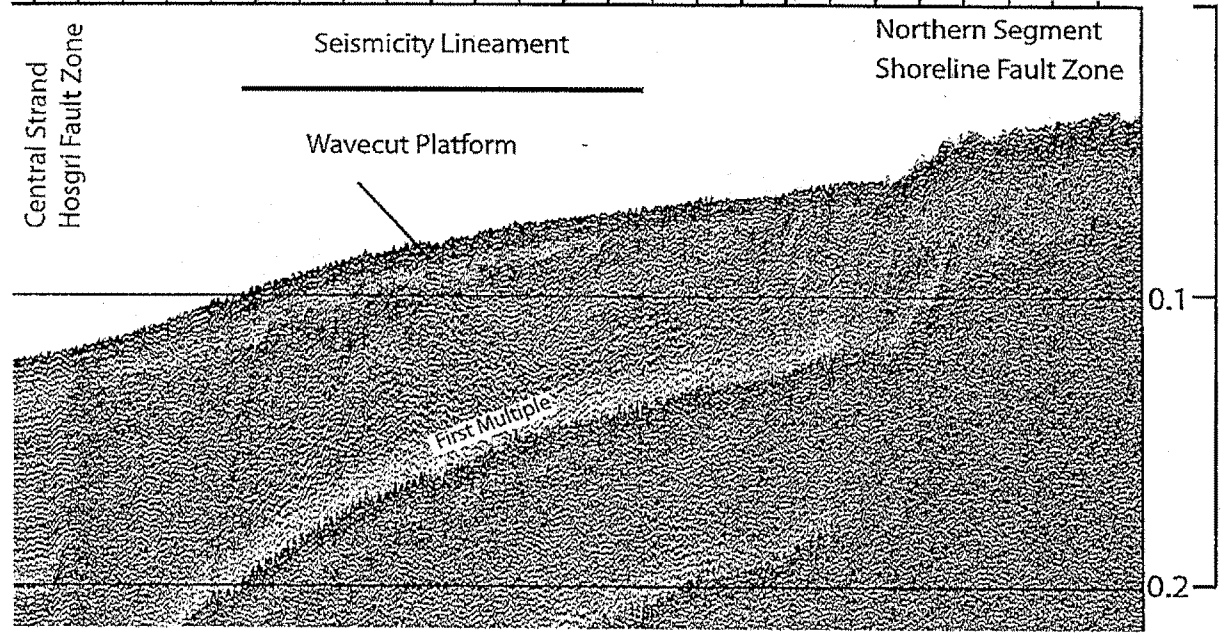 Central Strand
Hosgri Fault Zone
Seismicity Lineament
Wavecut Platform
Northern Segment
Shoreline Fault Zone
First Multiple
0.1
0.2